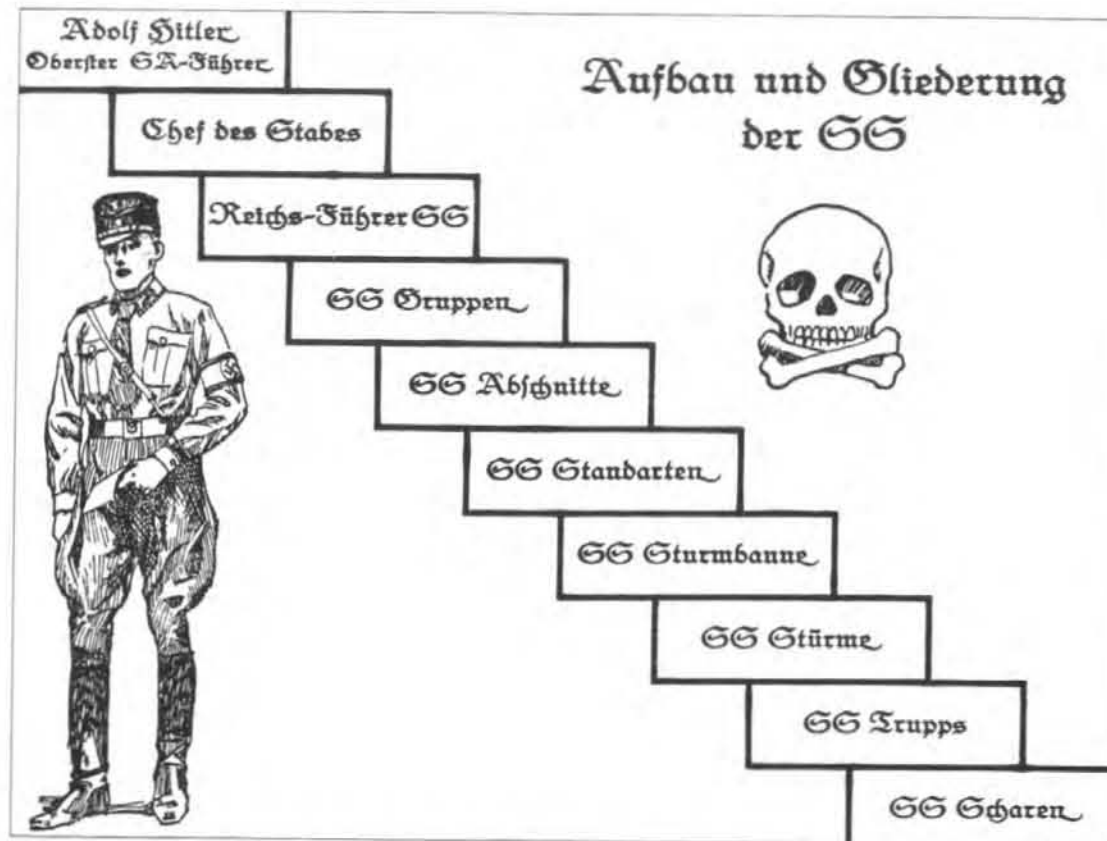 Adolf Hitler
Oberster SA-Führer
Chef des Stabes
Reichs-Führer SS
SS Gruppen
SS Abschnitte
SS Standarten
SS Sturmbanne
SS Stürme
SS Trupps
SS Scharen
Aufbau und Gliederung
der SS